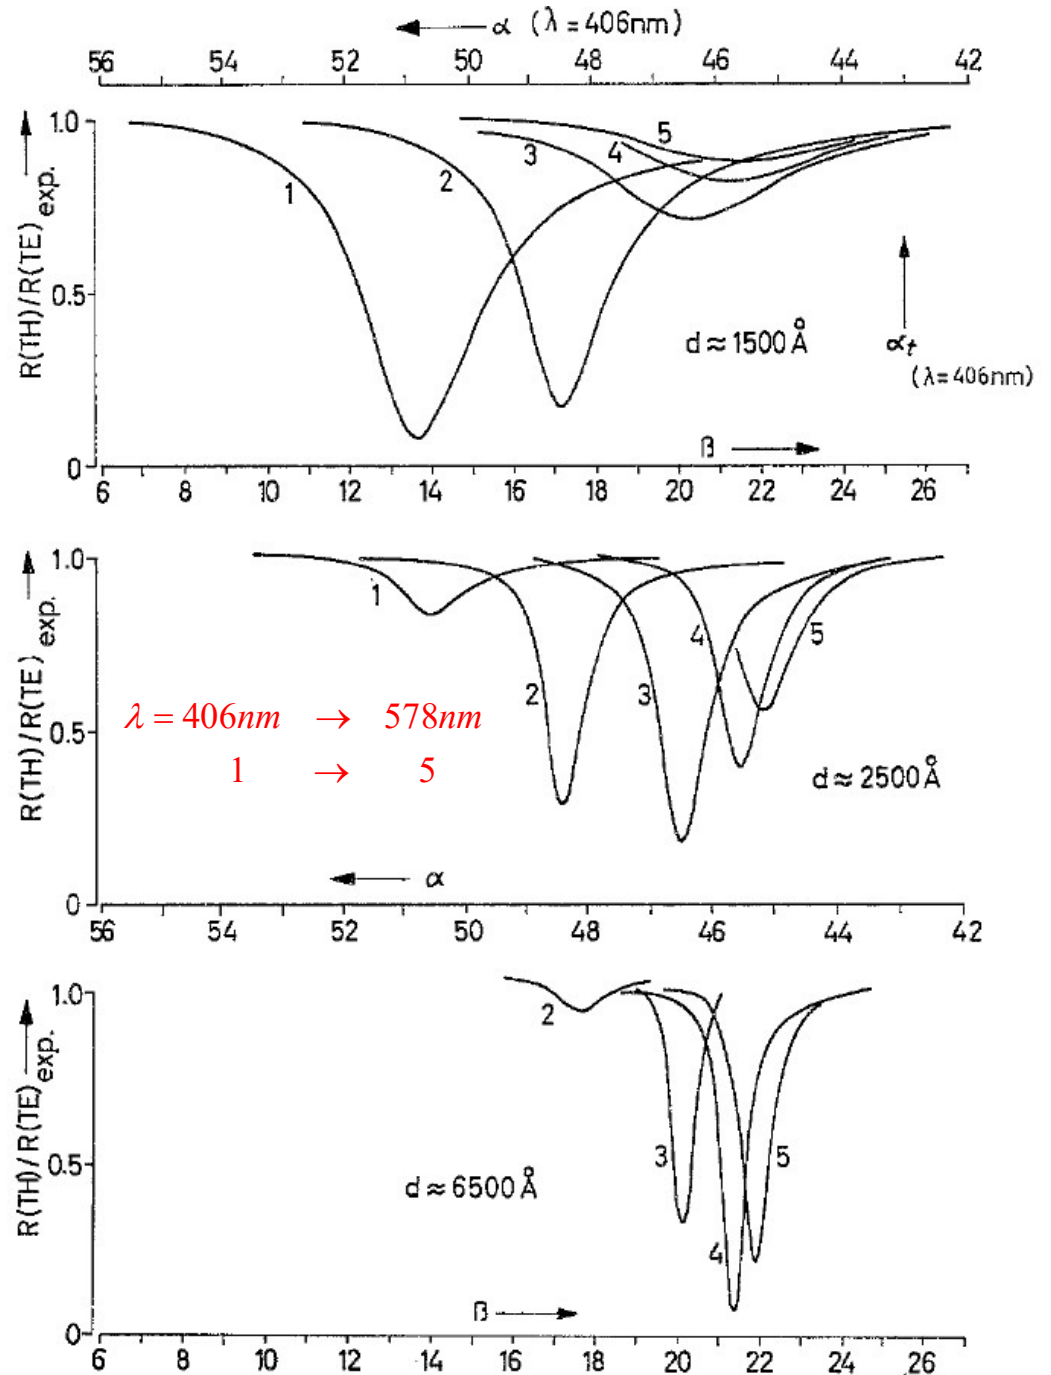 α (λ = 406nm)
56 54 52 50 48 46 44 42
R(TH)/R(TE) exp.
1.0
0.5
0
1 2 3 4 5
d ≈ 1500 Å
αt
(λ = 406nm)
β
6 8 10 12 14 16 18 20 22 24 26
R(TH)/R(TE) exp.
1.0
0.5
0
1 2 3 4 5
λ = 406nm → 578nm
1 → 5
d ≈ 2500 Å
α
56 54 52 50 48 46 44 42
R(TH)/R(TE) exp.
1.0
0.5
0
2 3 4 5
d ≈ 6500 Å
β
6 8 10 12 14 16 18 20 22 24 26